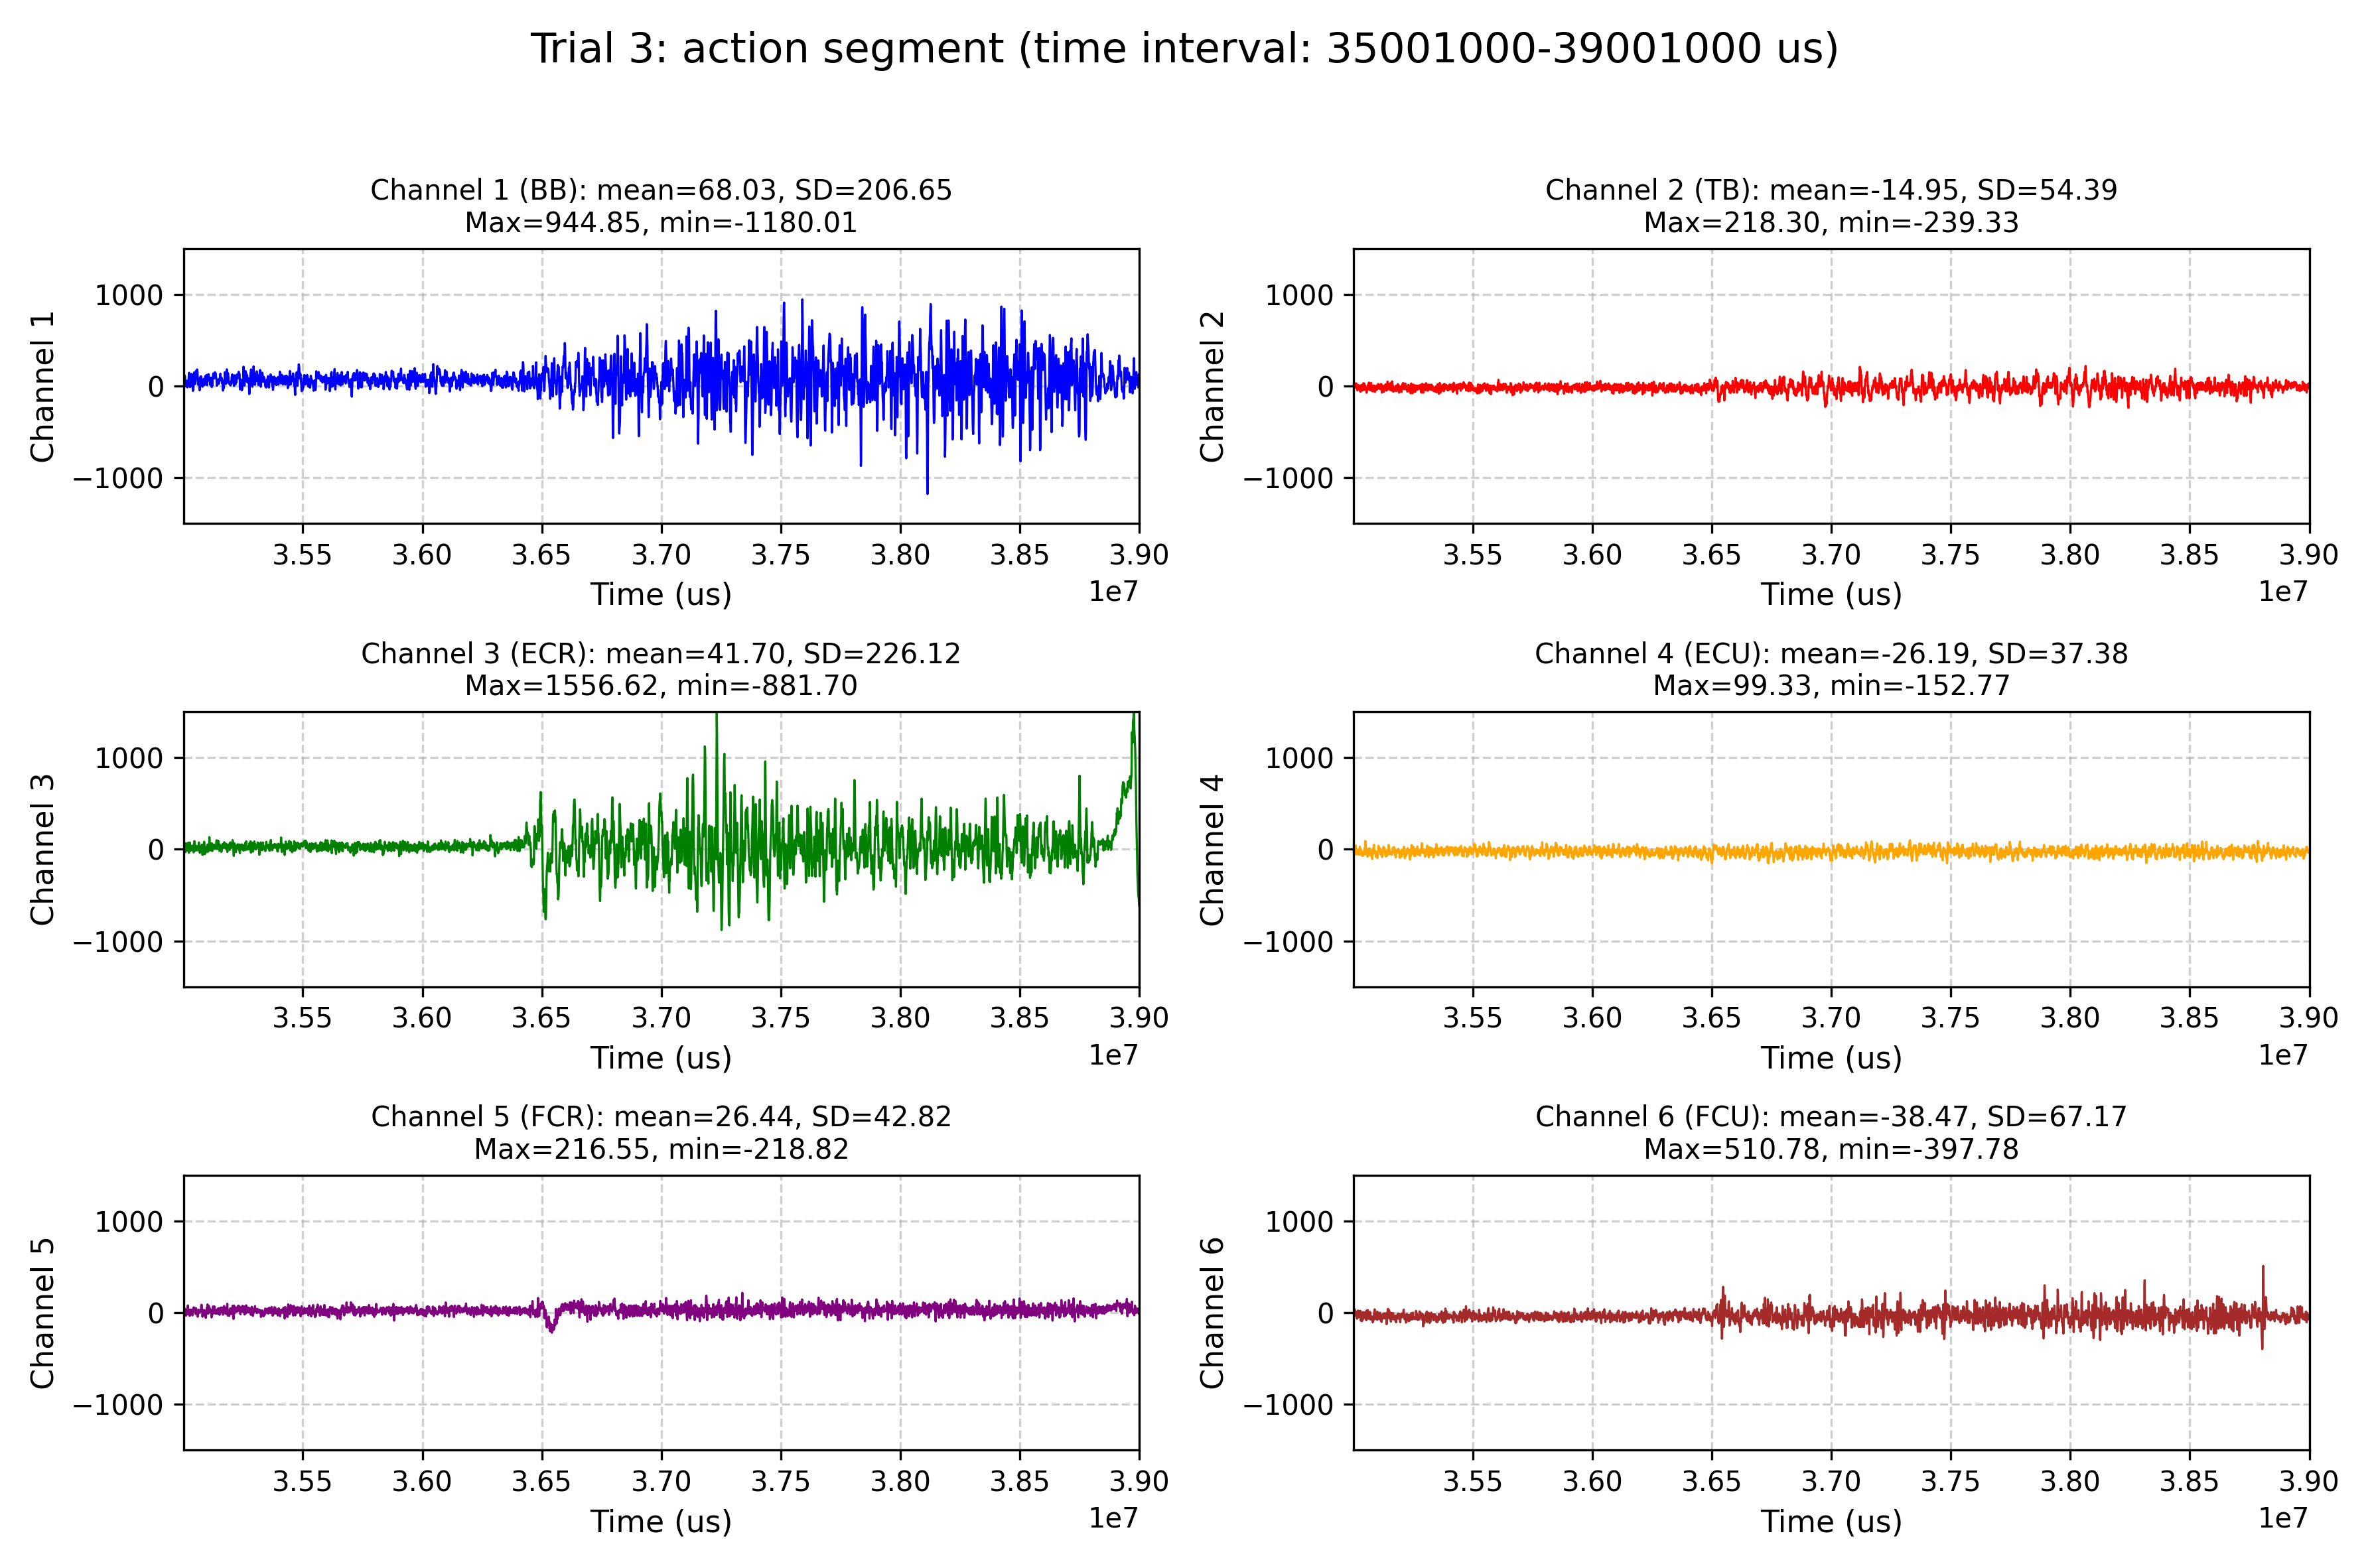 Trial 3: action segment (time interval: 35001000-39001000 us)
Channel 1 (BB): mean=68.03, SD=206.65
Max=944.85, min=-1180.01
Channel 1
1000
0
−1000
3.55 3.60 3.65 3.70 3.75 3.80 3.85 3.90
Time (us)
1e7
Channel 2 (TB): mean=-14.95, SD=54.39
Max=218.30, min=-239.33
Channel 2
1000
0
−1000
3.55 3.60 3.65 3.70 3.75 3.80 3.85 3.90
Time (us)
1e7
Channel 3 (ECR): mean=41.70, SD=226.12
Max=1556.62, min=-881.70
Channel 3
1000
0
−1000
3.55 3.60 3.65 3.70 3.75 3.80 3.85 3.90
Time (us)
1e7
Channel 4 (ECU): mean=-26.19, SD=37.38
Max=99.33, min=-152.77
Channel 4
1000
0
−1000
3.55 3.60 3.65 3.70 3.75 3.80 3.85 3.90
Time (us)
1e7
Channel 5 (FCR): mean=26.44, SD=42.82
Max=216.55, min=-218.82
Channel 5
1000
0
−1000
3.55 3.60 3.65 3.70 3.75 3.80 3.85 3.90
Time (us)
1e7
Channel 6 (FCU): mean=-38.47, SD=67.17
Max=510.78, min=-397.78
Channel 6
1000
0
−1000
3.55 3.60 3.65 3.70 3.75 3.80 3.85 3.90
Time (us)
1e7